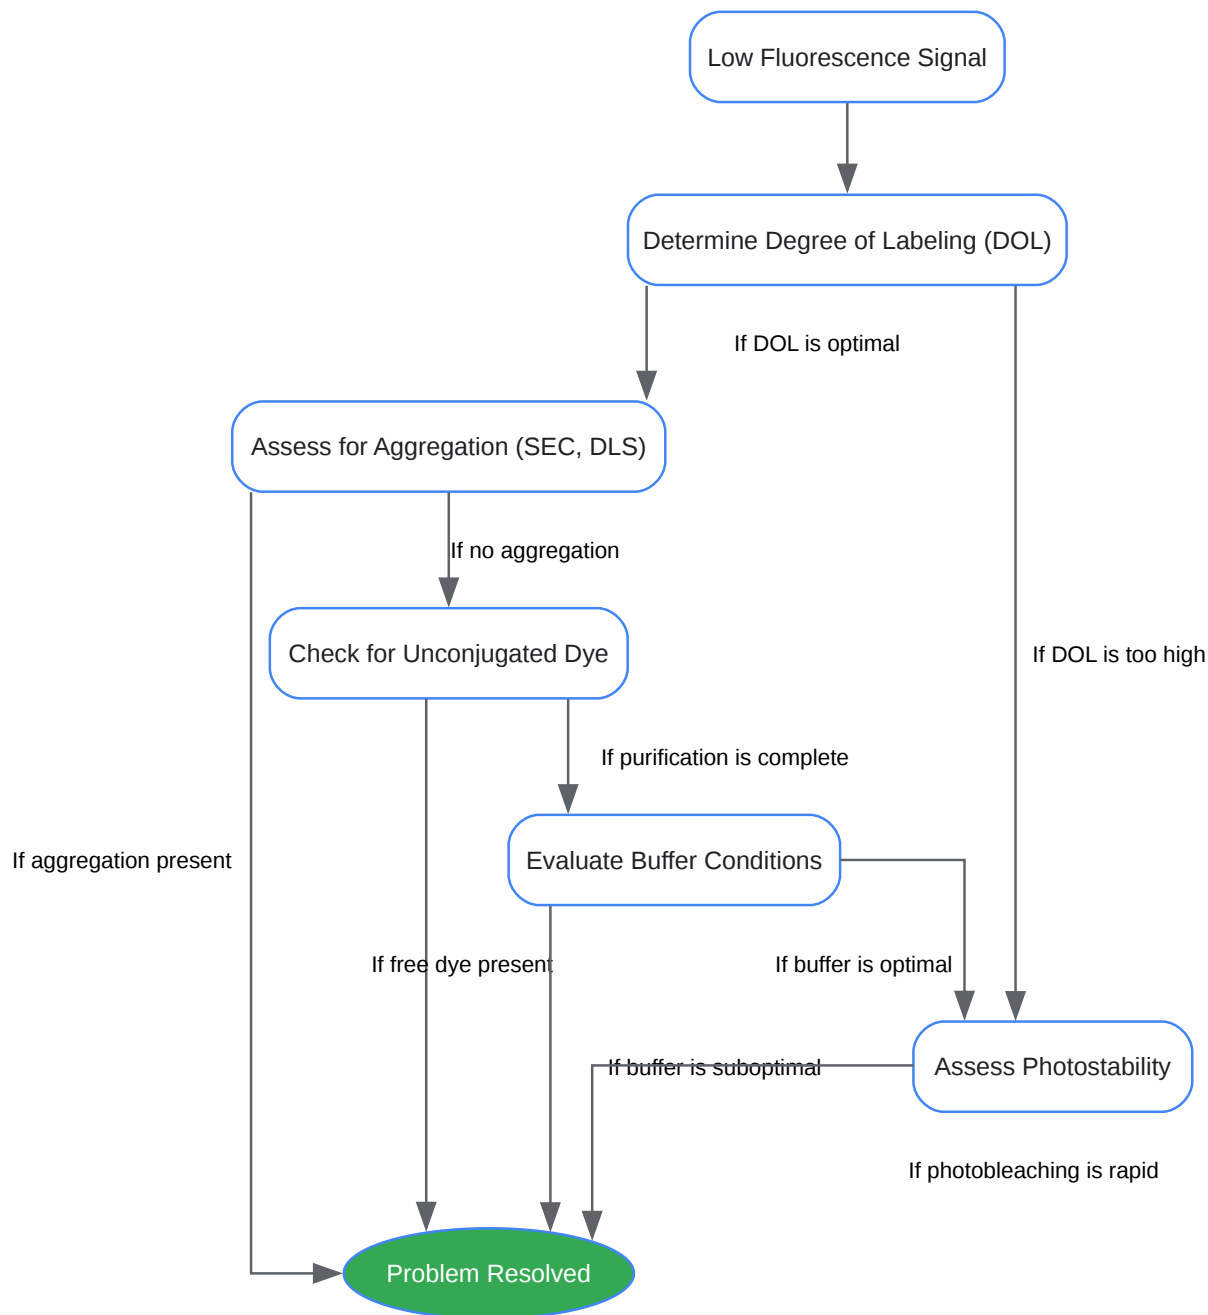 Low Fluorescence Signal
Determine Degree of Labeling (DOL)
If DOL is optimal
Assess for Aggregation (SEC, DLS)
If no aggregation
Check for Unconjugated Dye
If DOL is too high
If purification is complete
If aggregation present
Evaluate Buffer Conditions
If free dye present
If buffer is optimal
If buffer is suboptimal
Assess Photostability
If photobleaching is rapid
Problem Resolved